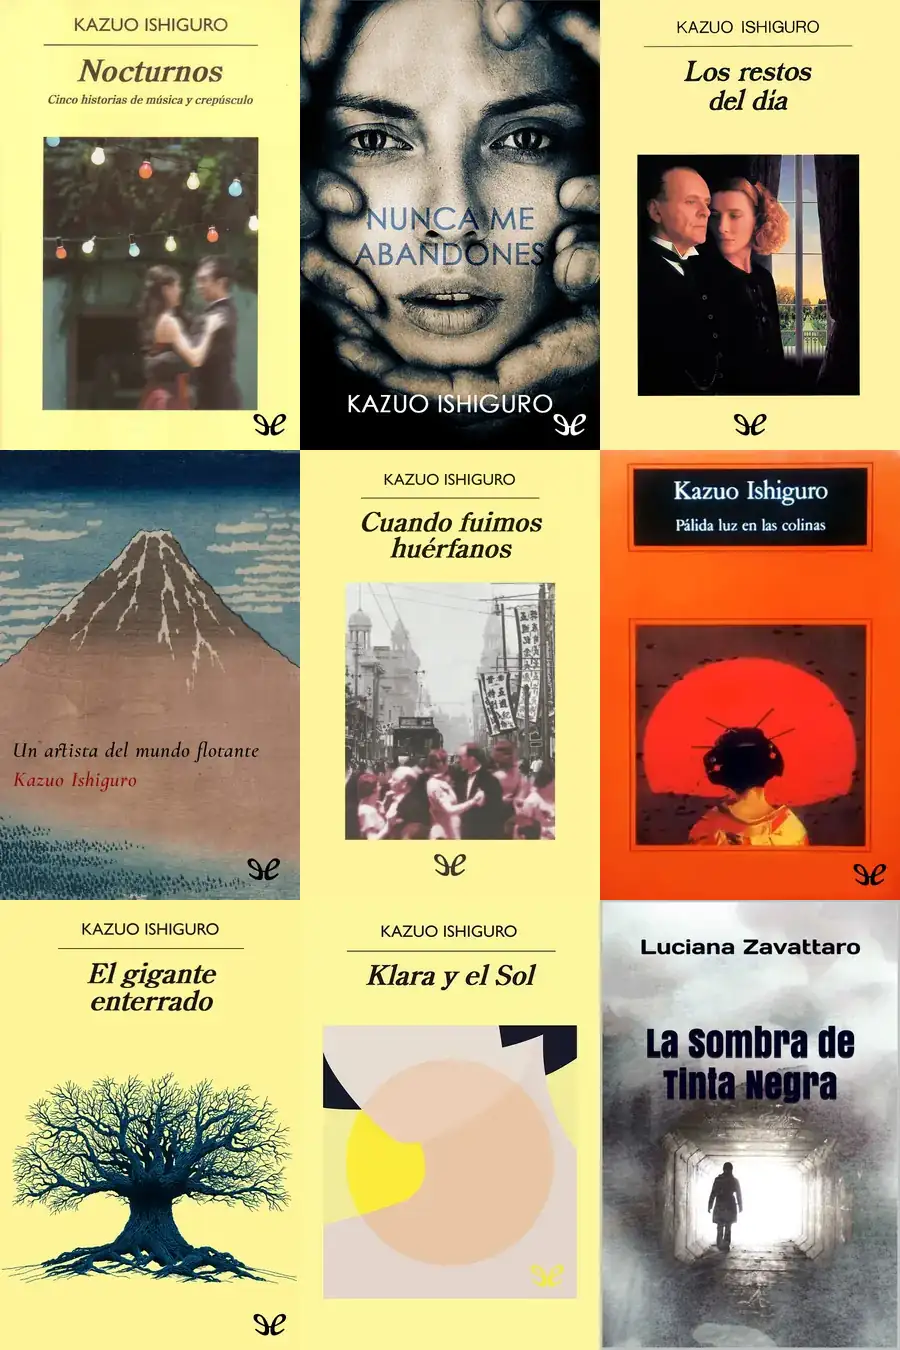 KAZUO ISHIGURO
Nocturnos
Cinco historias de música y crepúsculo
NUNCA ME
ABANDONES
KAZUO ISHIGURO
KAZUO ISHIGURO
Los restos
del día
Un artista del mundo flotante
Kazuo Ishiguro
KAZUO ISHIGURO
Cuando fuimos
huérfanos
Kazuo Ishiguro
Pálida luz en las colinas
KAZUO ISHIGURO
El gigante
enterrado
KAZUO ISHIGURO
Klara y el Sol
Luciana Zavattaro
La Sombra de
Tinta Negra